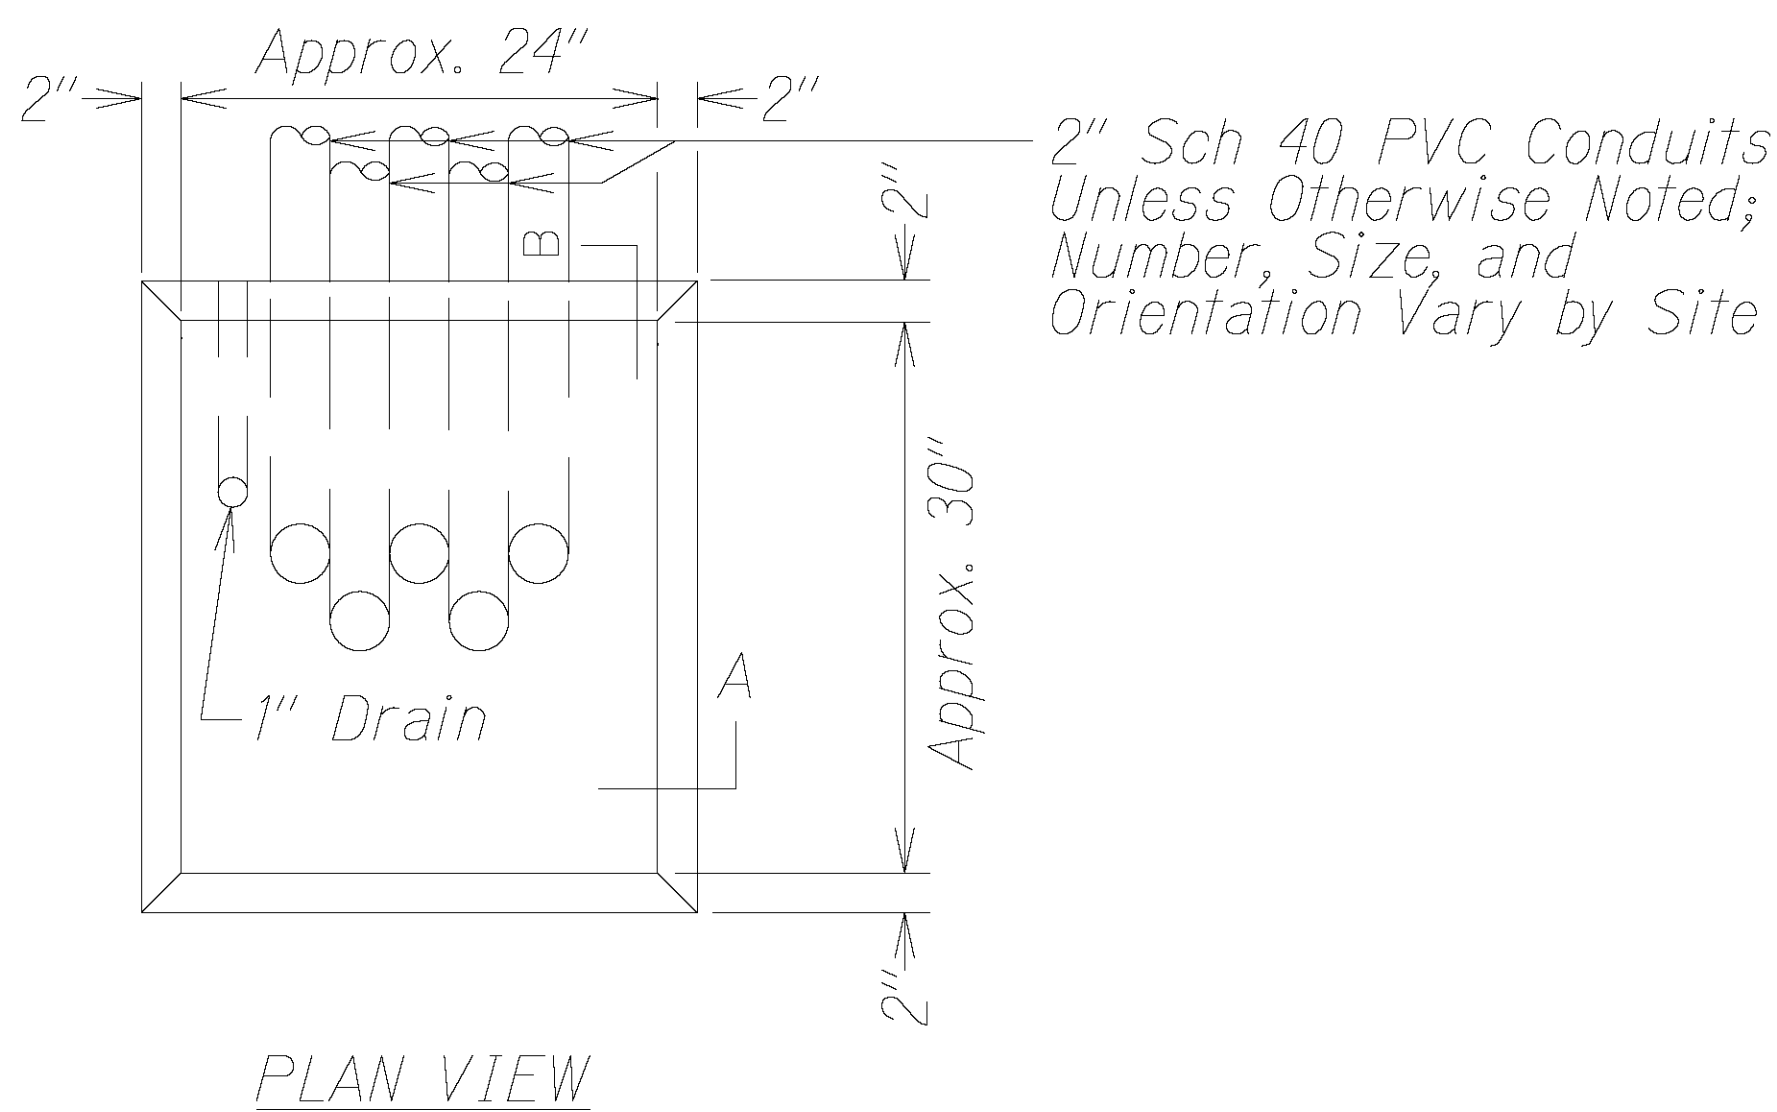 Approx. 24"
2"
2"
2" Sch 40 PVC Conduits
Unless Otherwise Noted;
Number, Size, and
Orientation Vary by Site
2"
B
Approx. 30"
A
1" Drain
2"
PLAN VIEW